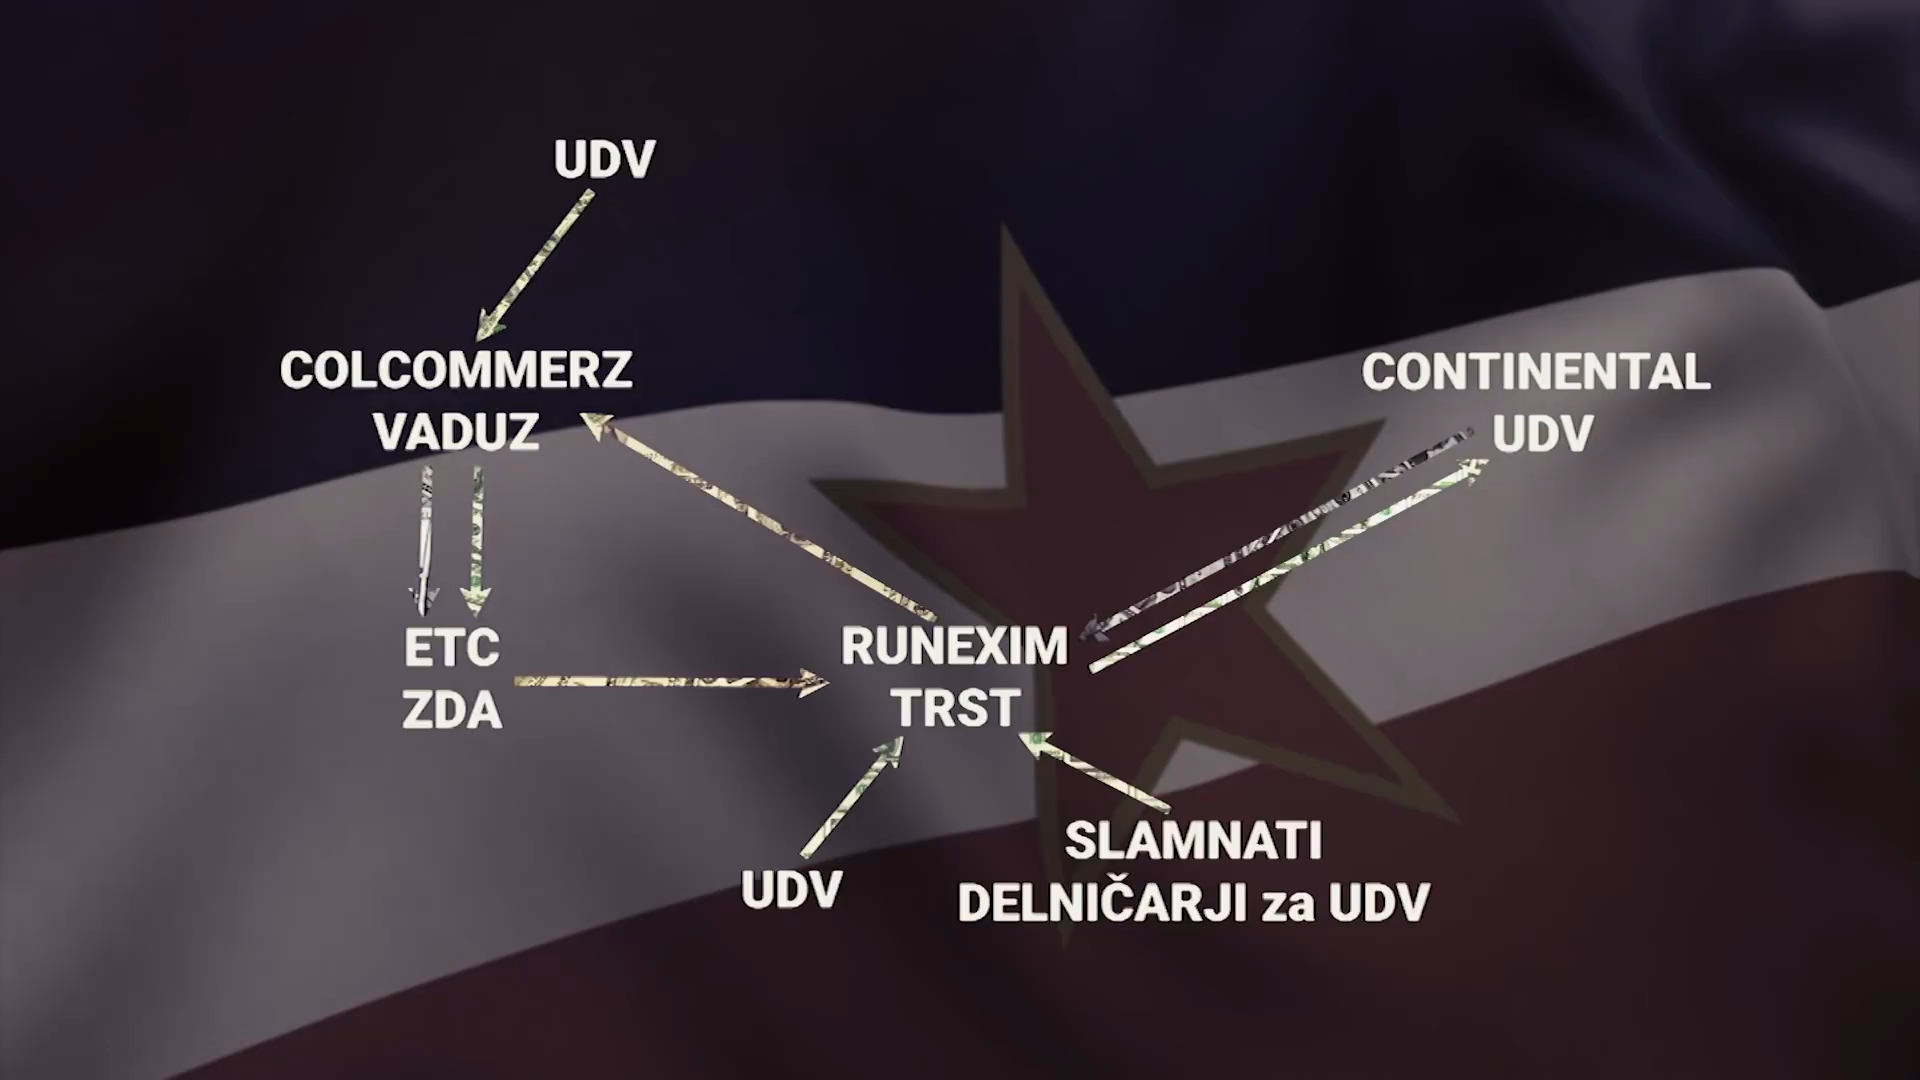 UDV
COLCOMMERZ
VADUZ
CONTINENTAL
UDV
ETC
ZDA
RUNEXIM
TRST
UDV
SLAMNATI
DELNIČARJI za UDV